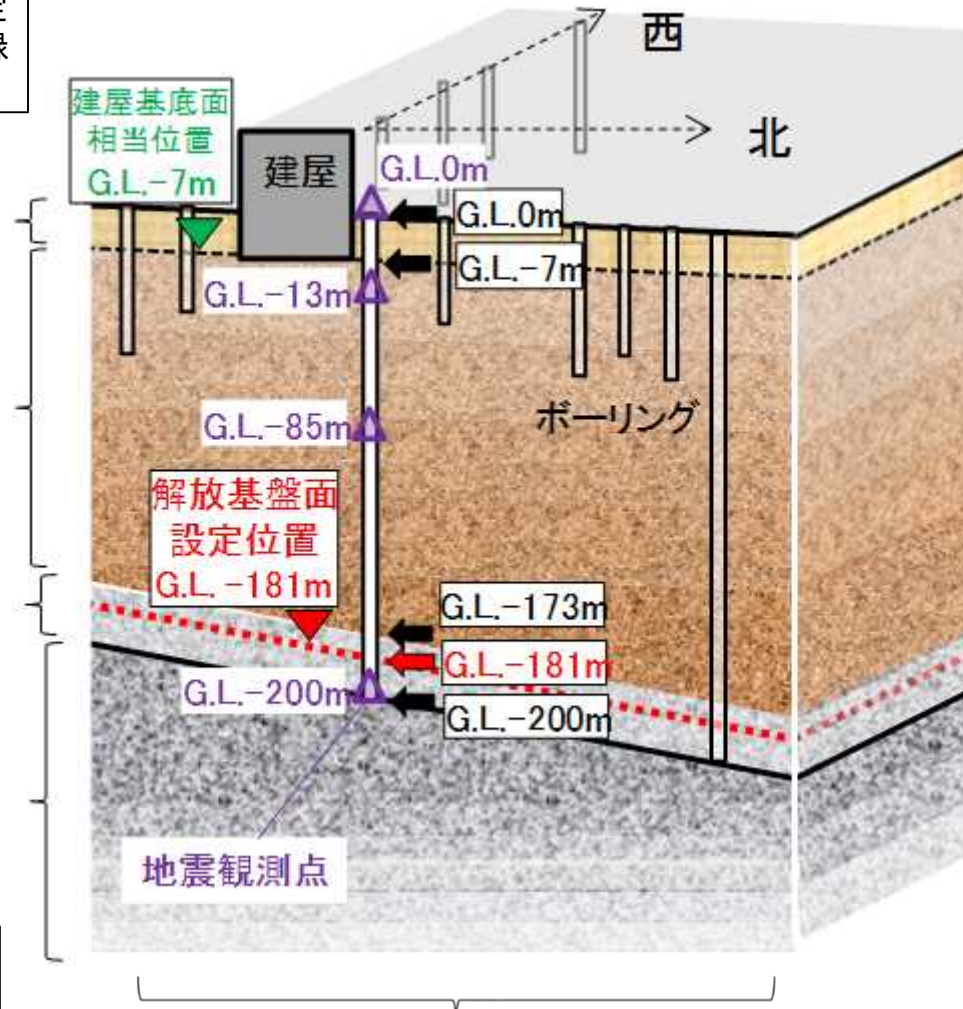 西
北
建屋基底面
相当位置
G.L.-7m
建屋
G.L.0m
G.L.0m
G.L.-7m
G.L.-13m
G.L.-85m
ボーリング
解放基盤面
設定位置
G.L.-181m
G.L.-173m
G.L.-181m
G.L.-200m
G.L.-200m
地震観測点